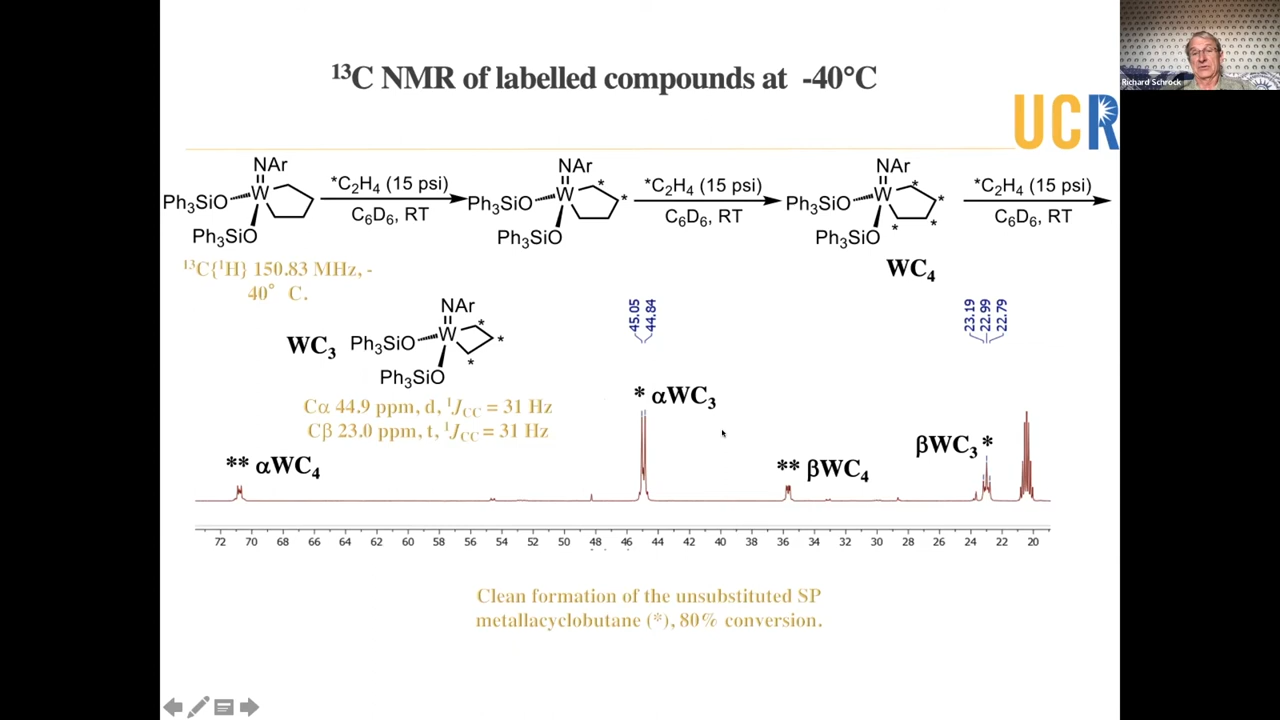 ¹³C NMR of labelled compounds at -40°C
Richard Schrock
UCR
NAr
W
Ph₃SiO
Ph₃SiO
*C₂H₄ (15 psi)
C₆D₆, RT
NAr
W
*
*
Ph₃SiO
Ph₃SiO
*C₂H₄ (15 psi)
C₆D₆, RT
NAr
W
*
*
*
*
Ph₃SiO
Ph₃SiO
WC₄
*C₂H₄ (15 psi)
C₆D₆, RT
¹³C{¹H} 150.83 MHz, -
40° C.
WC₃
NAr
W
*
*
*
Ph₃SiO
Ph₃SiO
Cα 44.9 ppm, d, ¹JCC = 31 Hz
Cβ 23.0 ppm, t, ¹JCC = 31 Hz
45.05
44.84
23.19
22.99
22.79
** αWC₄
* αWC₃
** βWC₄
βWC₃ *
72 70 68 66 64 62 60 58 56 54 52 50 48 46 44 42 40 38 36 34 32 30 28 26 24 22 20
Clean formation of the unsubstituted SP
metallacyclobutane (*), 80% conversion.